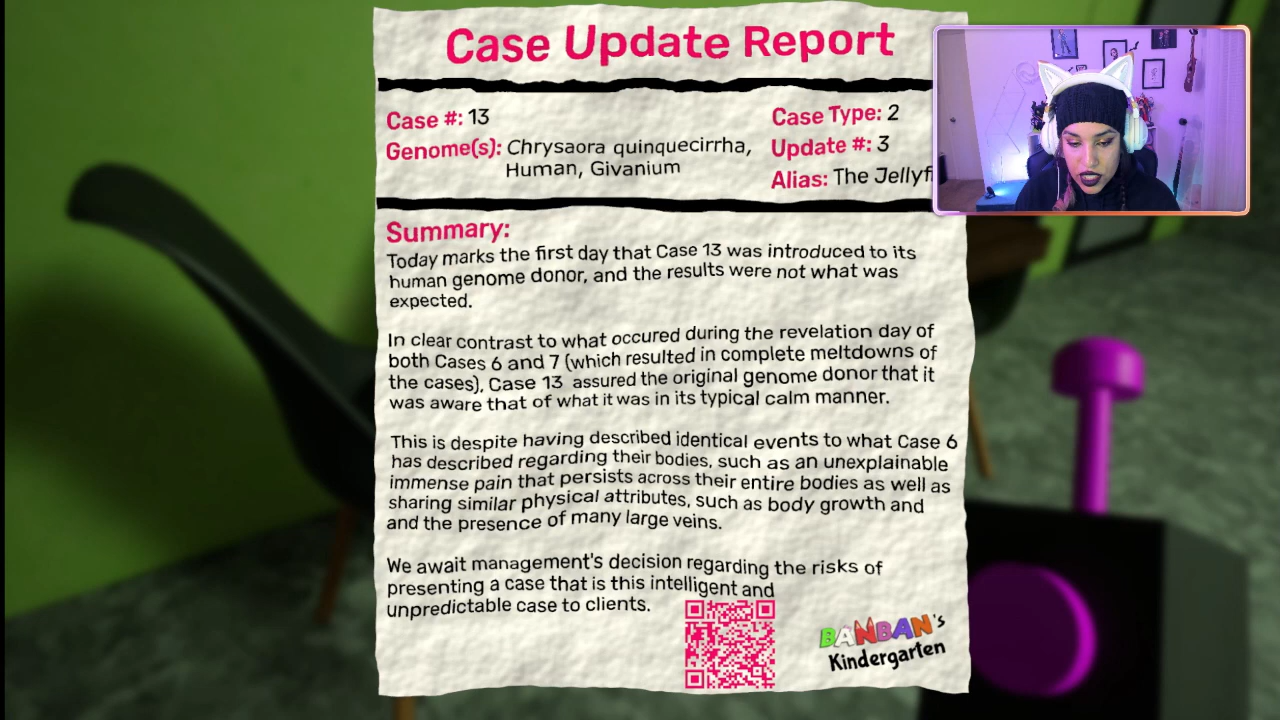 Case Update Report
Case #: 13
Case Type: 2
Genome(s): Chrysaora quinquecirrha,
Human, Givanium
Update #: 3
Alias: The Jellyf
Summary:
Today marks the first day that Case 13 was introduced to its
human genome donor, and the results were not what was
expected.
In clear contrast to what occured during the revelation day of
both Cases 6 and 7 (which resulted in complete meltdowns of
the cases), Case 13 assured the original genome donor that it
was aware that of what it was in its typical calm manner.
This is despite having described identical events to what Case 6
has described regarding their bodies, such as an unexplainable
immense pain that persists across their entire bodies as well as
sharing similar physical attributes, such as body growth and
and the presence of many large veins.
We await management's decision regarding the risks of
presenting a case that is this intelligent and
unpredictable case to clients.
BANBAN's
Kindergarten